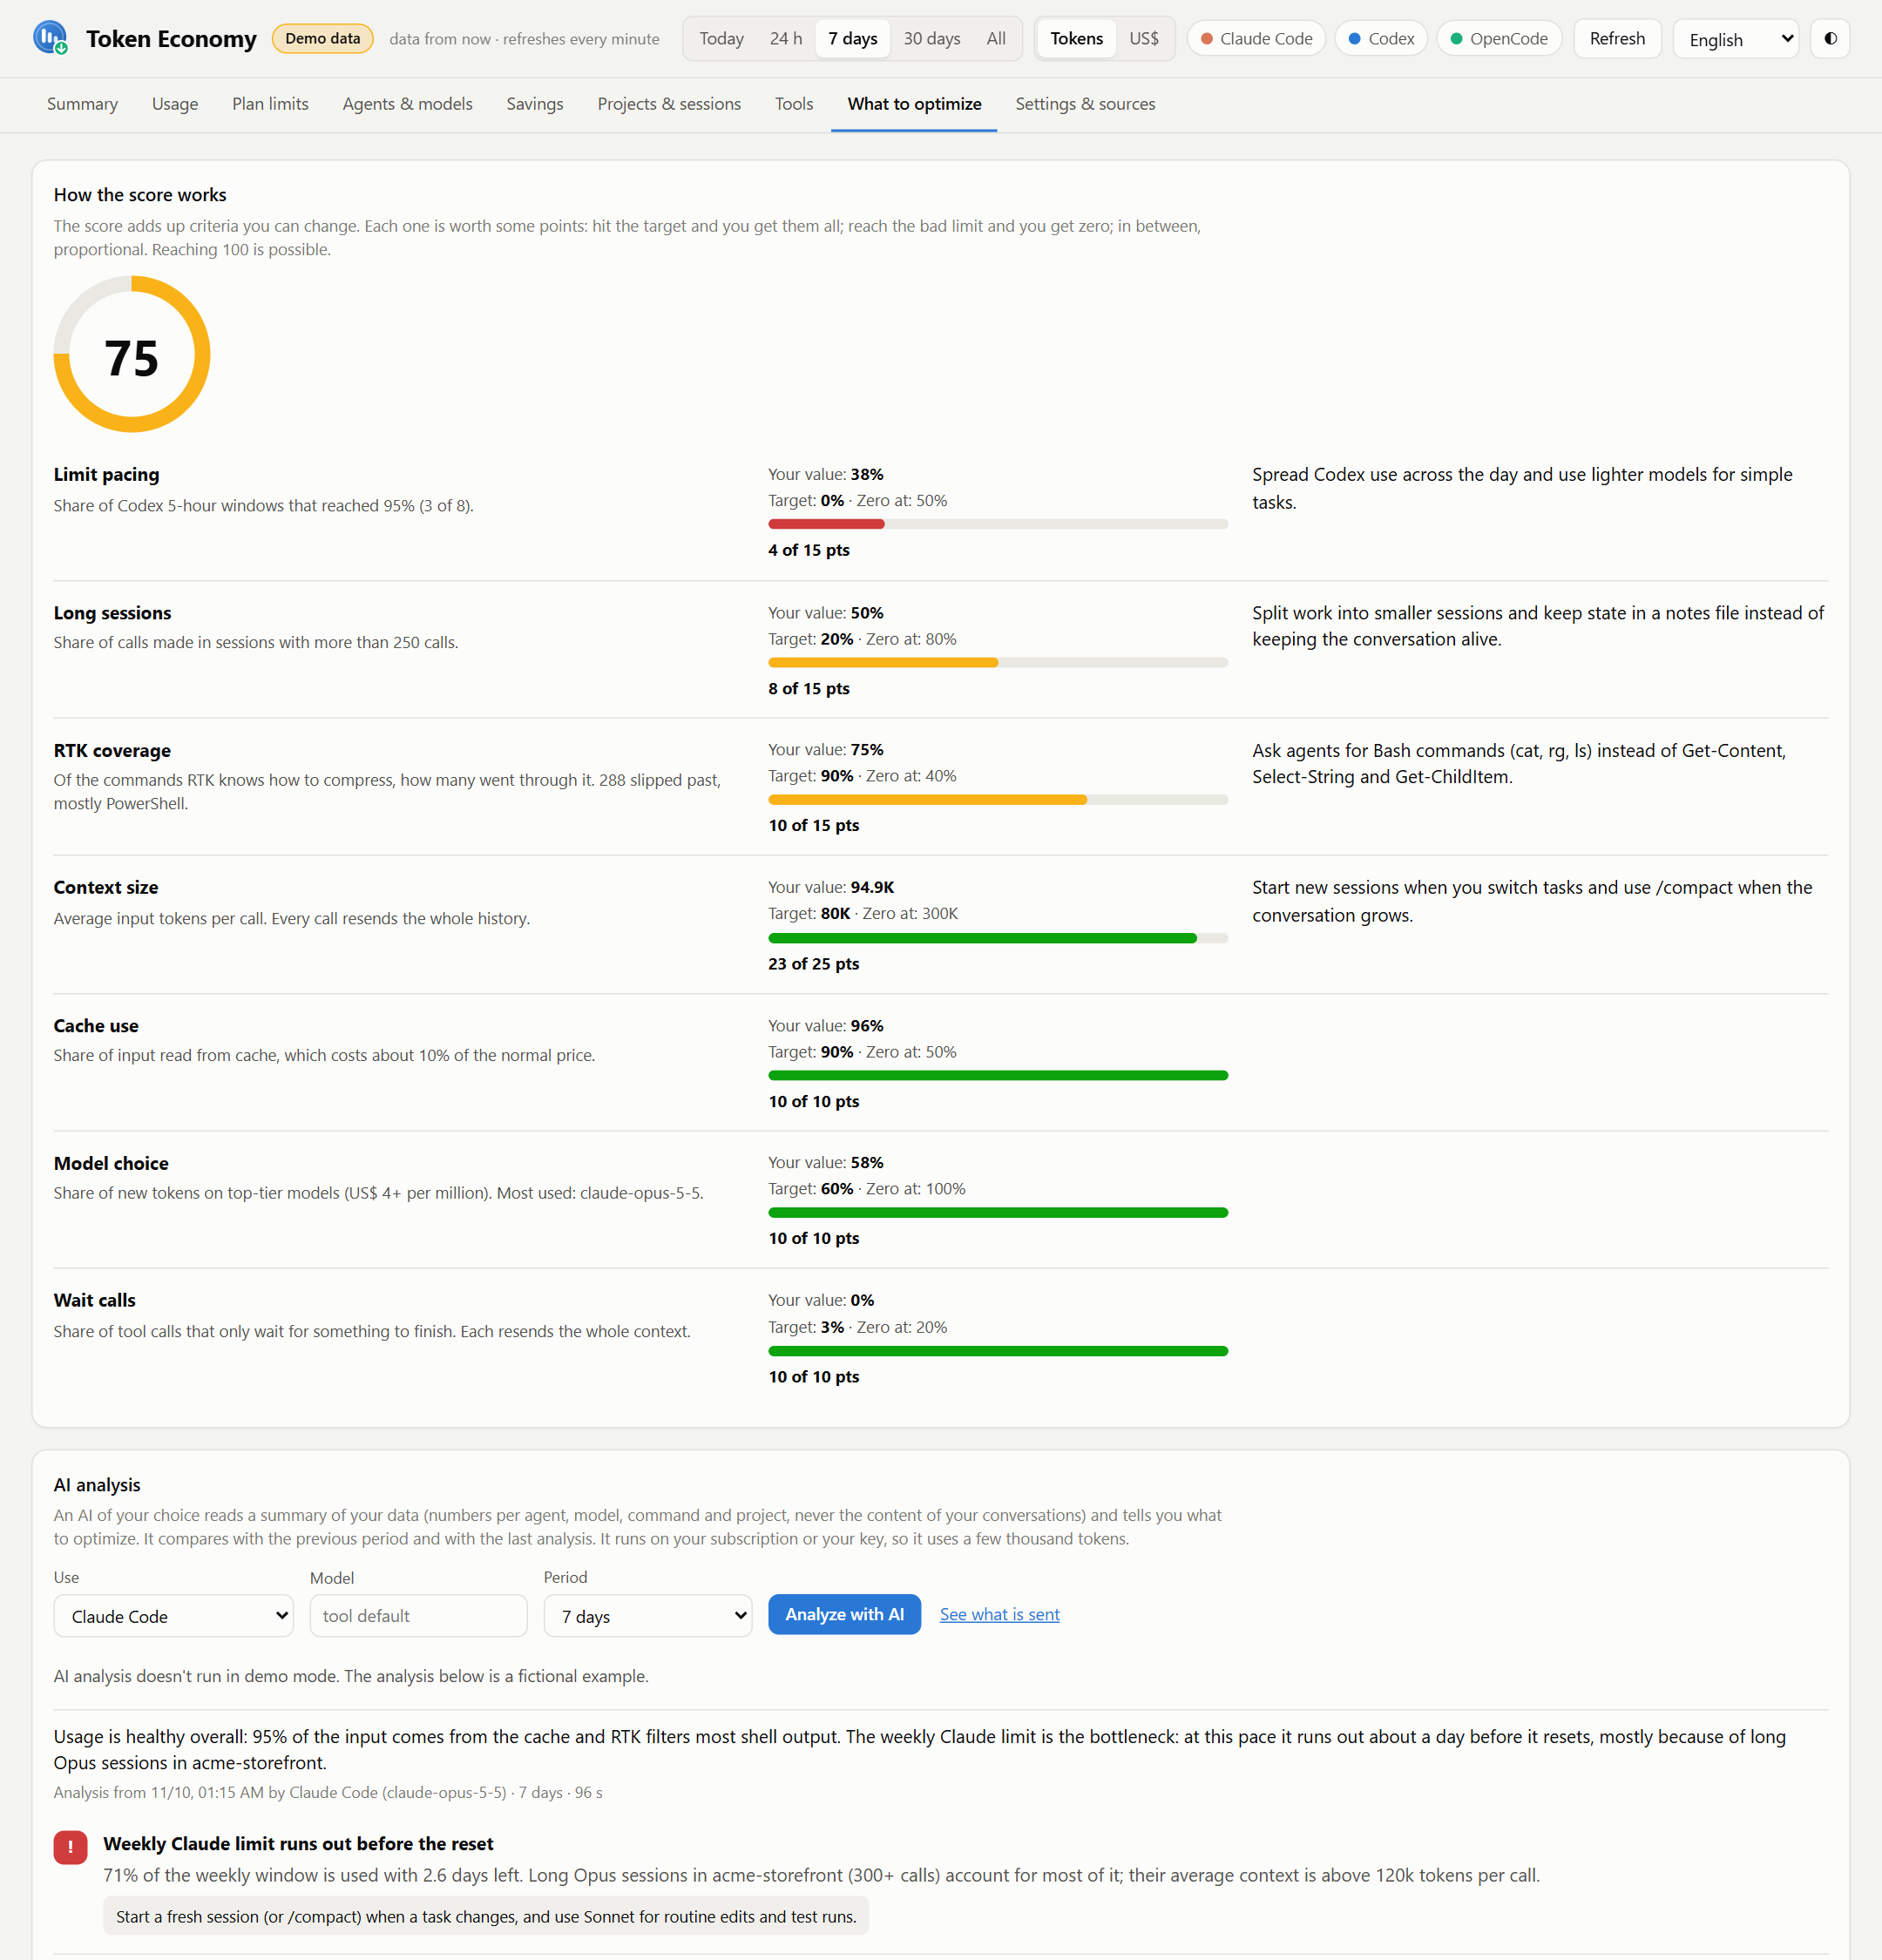 Token Economy
Demo data
data from now · refreshes every minute
Today
24 h
7 days
30 days
All
Tokens
US$
Claude Code
Codex
OpenCode
Refresh
English
Summary
Usage
Plan limits
Agents & models
Savings
Projects & sessions
Tools
What to optimize
Settings & sources
How the score works
The score adds up criteria you can change. Each one is worth some points: hit the target and you get them all; reach the bad limit and you get zero; in between,
proportional. Reaching 100 is possible.
75
Limit pacing
Share of Codex 5-hour windows that reached 95% (3 of 8).
Your value: 38%
Target: 0% · Zero at: 50%
4 of 15 pts
Spread Codex use across the day and use lighter models for simple
tasks.
Long sessions
Share of calls made in sessions with more than 250 calls.
Your value: 50%
Target: 20% · Zero at: 80%
8 of 15 pts
Split work into smaller sessions and keep state in a notes file instead of
keeping the conversation alive.
RTK coverage
Of the commands RTK knows how to compress, how many went through it. 288 slipped past,
mostly PowerShell.
Your value: 75%
Target: 90% · Zero at: 40%
10 of 15 pts
Ask agents for Bash commands (cat, rg, ls) instead of Get-Content,
Select-String and Get-ChildItem.
Context size
Average input tokens per call. Every call resends the whole history.
Your value: 94.9K
Target: 80K · Zero at: 300K
23 of 25 pts
Start new sessions when you switch tasks and use /compact when the
conversation grows.
Cache use
Share of input read from cache, which costs about 10% of the normal price.
Your value: 96%
Target: 90% · Zero at: 50%
10 of 10 pts
Model choice
Share of new tokens on top-tier models (US$ 4+ per million). Most used: claude-opus-5-5.
Your value: 58%
Target: 60% · Zero at: 100%
10 of 10 pts
Wait calls
Share of tool calls that only wait for something to finish. Each resends the whole context.
Your value: 0%
Target: 3% · Zero at: 20%
10 of 10 pts
AI analysis
An AI of your choice reads a summary of your data (numbers per agent, model, command and project, never the content of your conversations) and tells you what
to optimize. It compares with the previous period and with the last analysis. It runs on your subscription or your key, so it uses a few thousand tokens.
Use
Model
Period
Claude Code
tool default
7 days
Analyze with AI
See what is sent
AI analysis doesn't run in demo mode. The analysis below is a fictional example.
Usage is healthy overall: 95% of the input comes from the cache and RTK filters most shell output. The weekly Claude limit is the bottleneck: at this pace it runs out about a day before it resets, mostly because of long
Opus sessions in acme-storefront.
Analysis from 11/10, 01:15 AM by Claude Code (claude-opus-5-5) · 7 days · 96 s
!
Weekly Claude limit runs out before the reset
71% of the weekly window is used with 2.6 days left. Long Opus sessions in acme-storefront (300+ calls) account for most of it; their average context is above 120k tokens per call.
Start a fresh session (or /compact) when a task changes, and use Sonnet for routine edits and test runs.